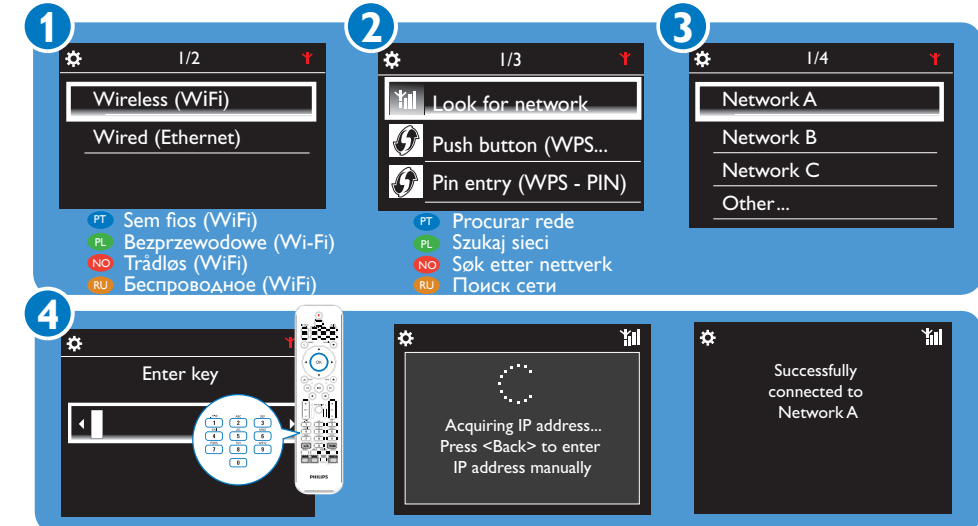 1
1/2
Wireless (WiFi)
Wired (Ethernet)
PT Sem fios (WiFi)
PL Bezprzewodowe (Wi-Fi)
NO Trådløs (WiFi)
RU Беспроводное (WiFi)
2
1/3
Look for network
Push button (WPS...
Pin entry (WPS - PIN)
PT Procurar rede
PL Szukaj sieci
NO Søk etter nettverk
RU Поиск сети
3
1/4
Network A
Network B
Network C
Other...
4
Enter key
1 2 3
4 5 6
7 8 9
0
OK
PHILIPS
Acquiring IP address...
Press <Back> to enter
IP address manually
Successfully
connected to
Network A